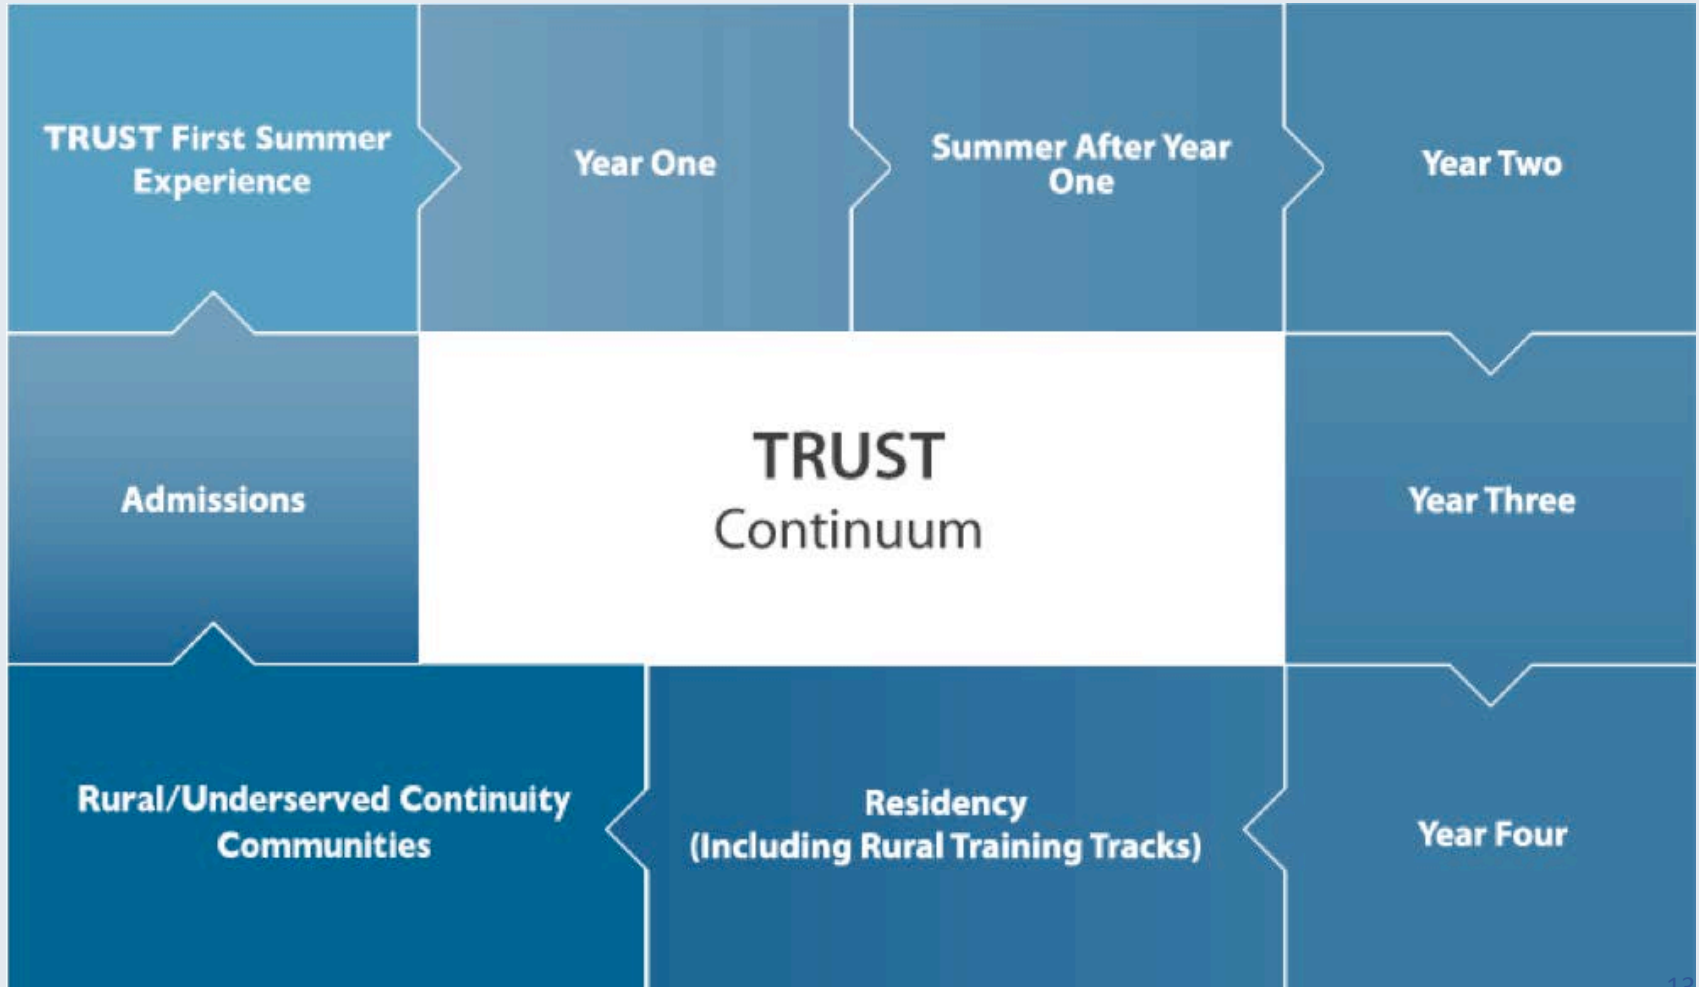 TRUST First Summer
Experience
Year One
Summer After Year
One
Year Two
Admissions
TRUST
Continuum
Year Three
Rural/Underserved Continuity
Communities
Residency
(Including Rural Training Tracks)
Year Four
13